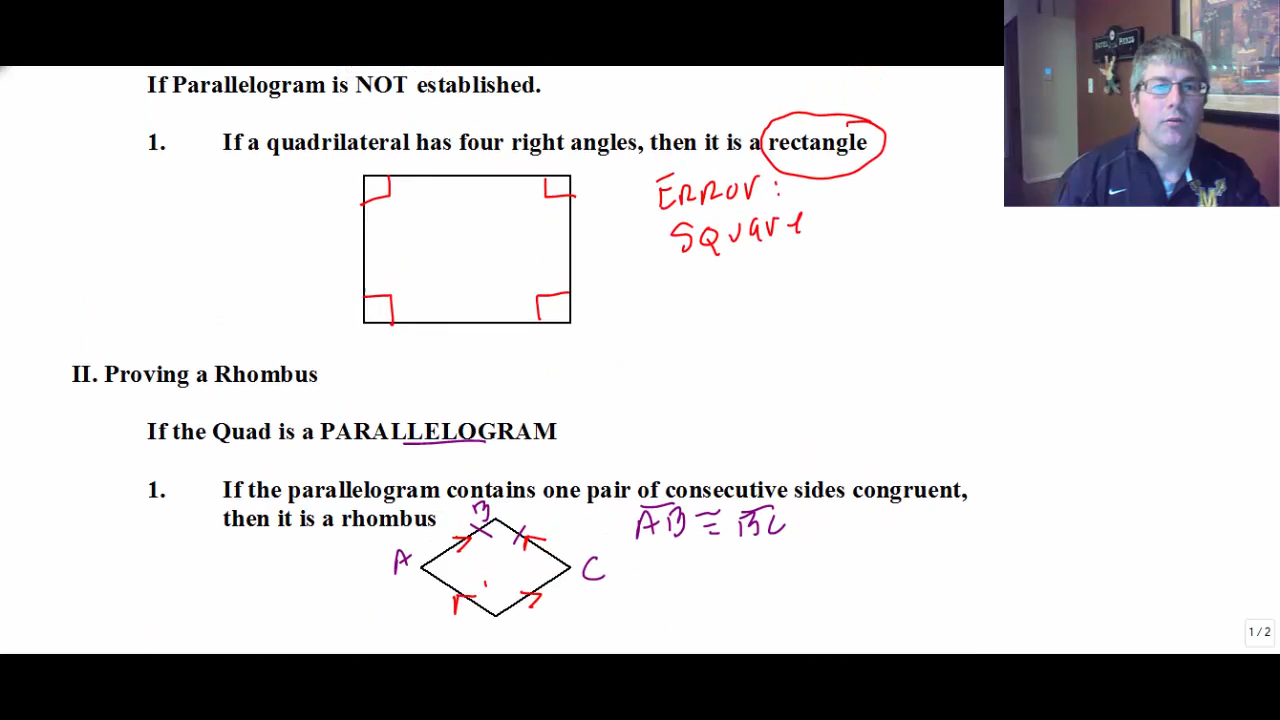 If Parallelogram is NOT established.
1. If a quadrilateral has four right angles, then it is a rectangle
ERROR:
SQUARE
II. Proving a Rhombus
If the Quad is a PARALLELOGRAM
1. If the parallelogram contains one pair of consecutive sides congruent,
then it is a rhombus
B
AB ≅ BC
A
C
1 / 2
M